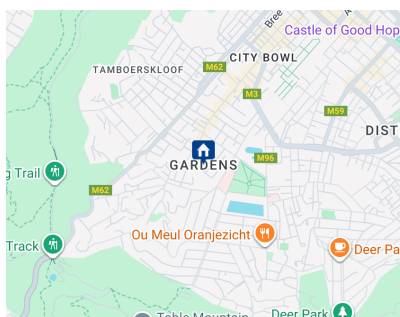 Castle of Good Hop
Bree
CITY BOWL
TAMBOERSKLOOF
M62
M3
M59
DIST
GARDENS
M96
g Trail
M62
Ou Meul Oranjezicht
Track
Deer Pa
Table Mountain
Deer Park